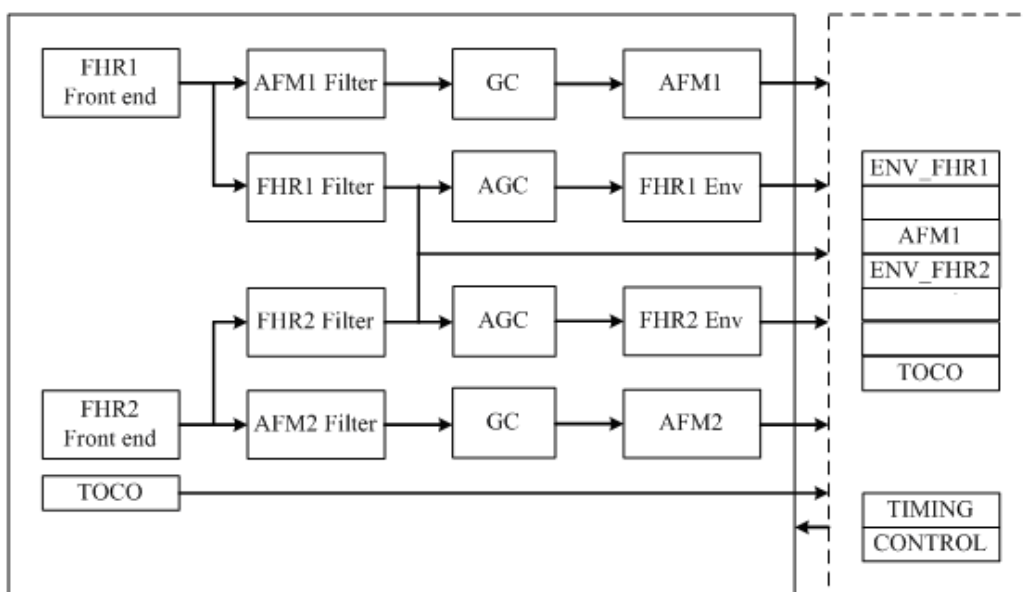 FHR1
Front end
AFM1 Filter
GC
AFM1
FHR1 Filter
AGC
FHR1 Env
FHR2 Filter
AGC
FHR2 Env
FHR2
Front end
AFM2 Filter
GC
AFM2
TOCO
ENV_FHR1
AFM1
ENV_FHR2
TOCO
TIMING
CONTROL